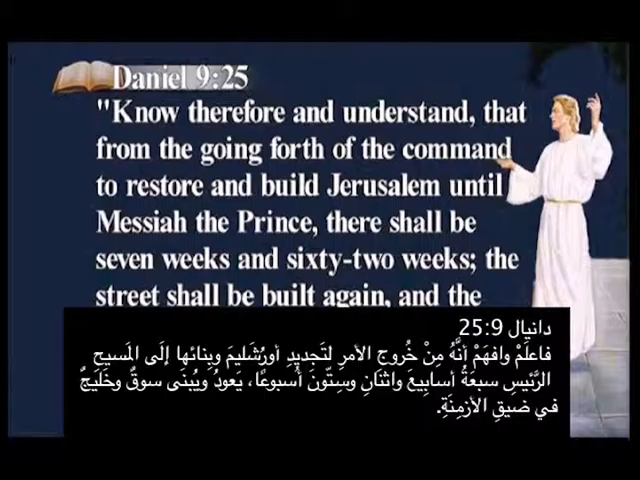 Daniel 9:25
"Know therefore and understand, that
from the going forth of the command
to restore and build Jerusalem until
Messiah the Prince, there shall be
seven weeks and sixty-two weeks; the
street shall be built again, and the
دانيال 25:9
فاعلَمْ وافهَمْ أنَّهُ مِنْ خُروجِ الأمرِ لتَجديدِ أورُشَليمَ وبنائها إلَى المَسيحِ
الرَّئيسِ سبعَةُ أسابيعَ واثنَانِ وسِتّونَ أُسبوعًا، يَعودُ ويُبنَى سوقٌ وخَليجٌ
في ضيقِ الأزمِنَةِ.